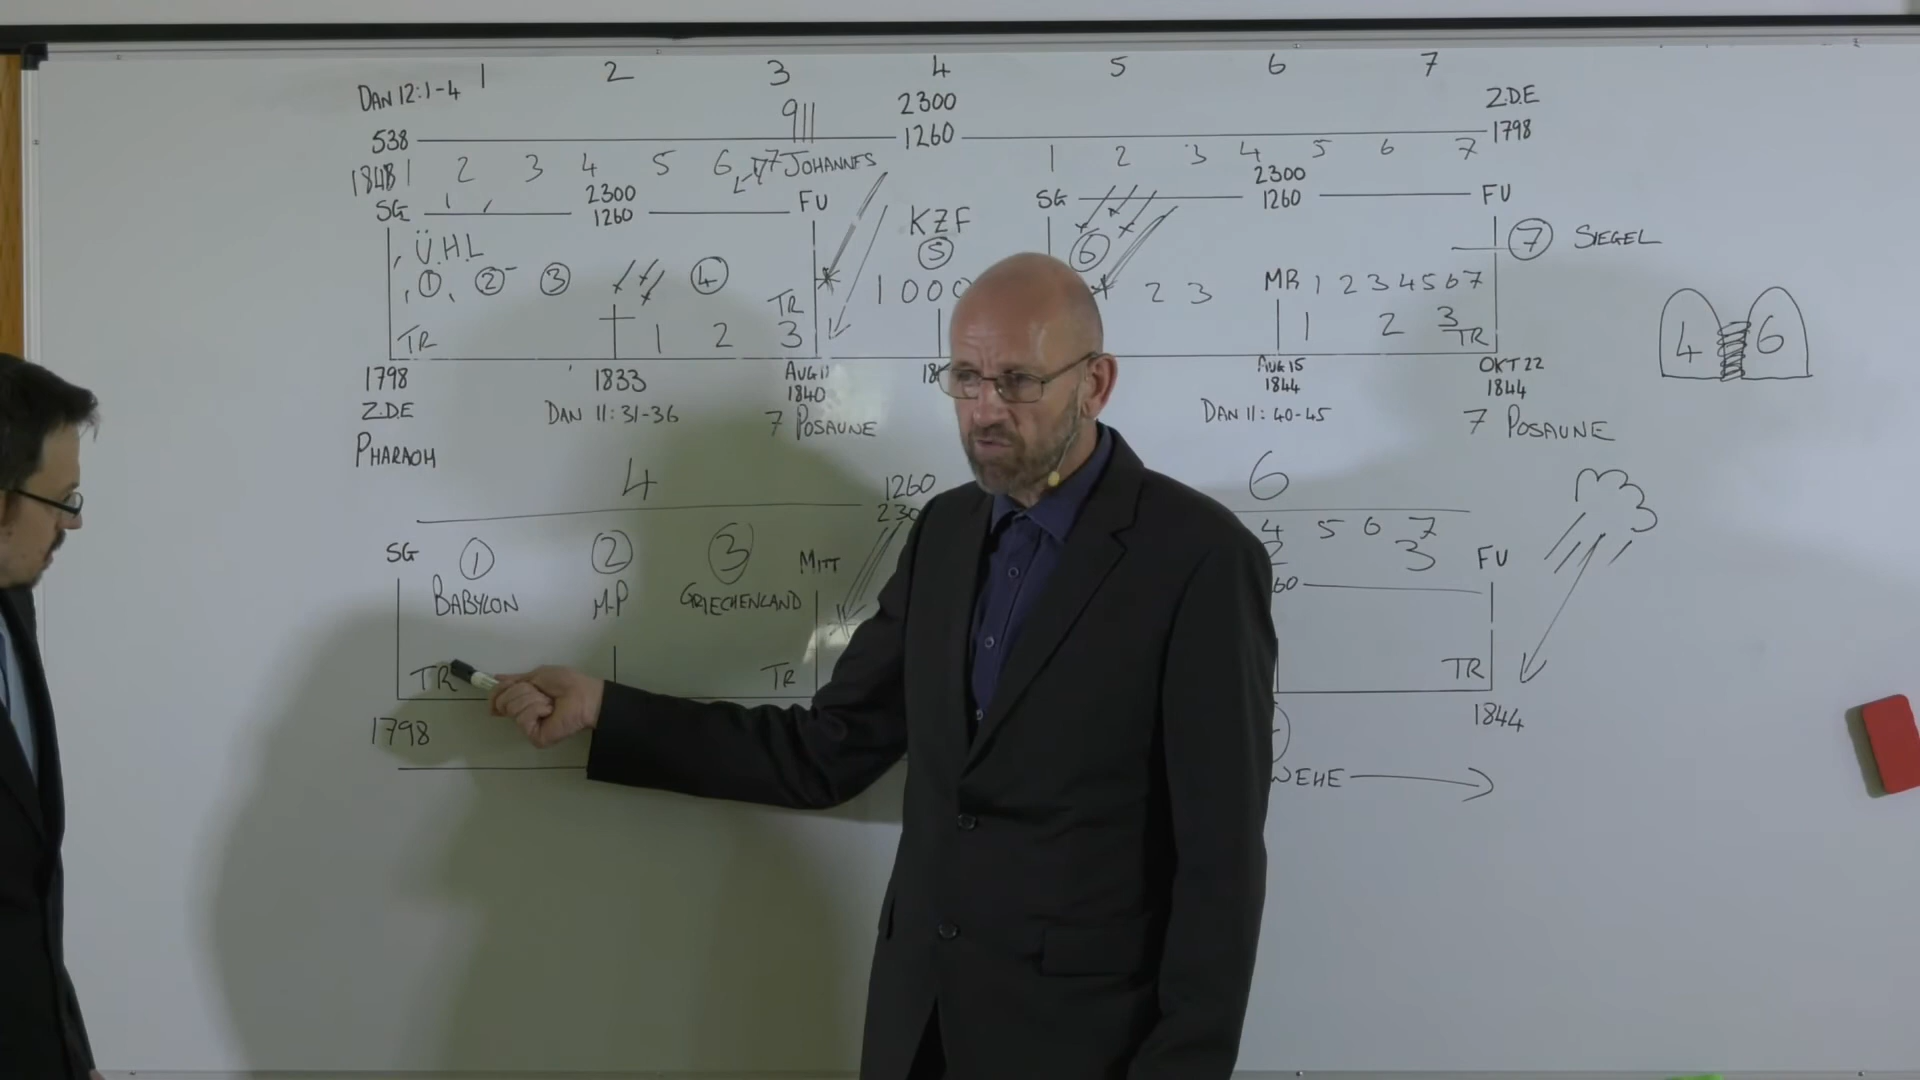 1 2 3 4 5 6 7
DAN 12:1-4 911 2300 Z.D.E
538 1260 1798
1848 1 2 3 4 5 6 7 JOHANNES 1 2 3 4 5 6 7
2300 2300
SG 1260 FU SG 1260 FU
Ü.H.L KZF 7 SIEGEL
1 2 3 4 5 6
TR 1000 2 3 MR 1 2 3 4 5 6 7
TR 1 2 3 1 2 3 TR
4 6
1798 1833 AUG 11 AUG 15 OKT 22
1840 1844 1844
Z.DE DAN 11:31-36 7 POSAUNE DAN 11:40-45 7 POSAUNE
PHARAOH
4 1260 6
SG 1 2 3 MITT 4 5 6 7
3 FU
BABYLON M-P GRIECHENLAND
TR TR TR
1798 1844
WEHE